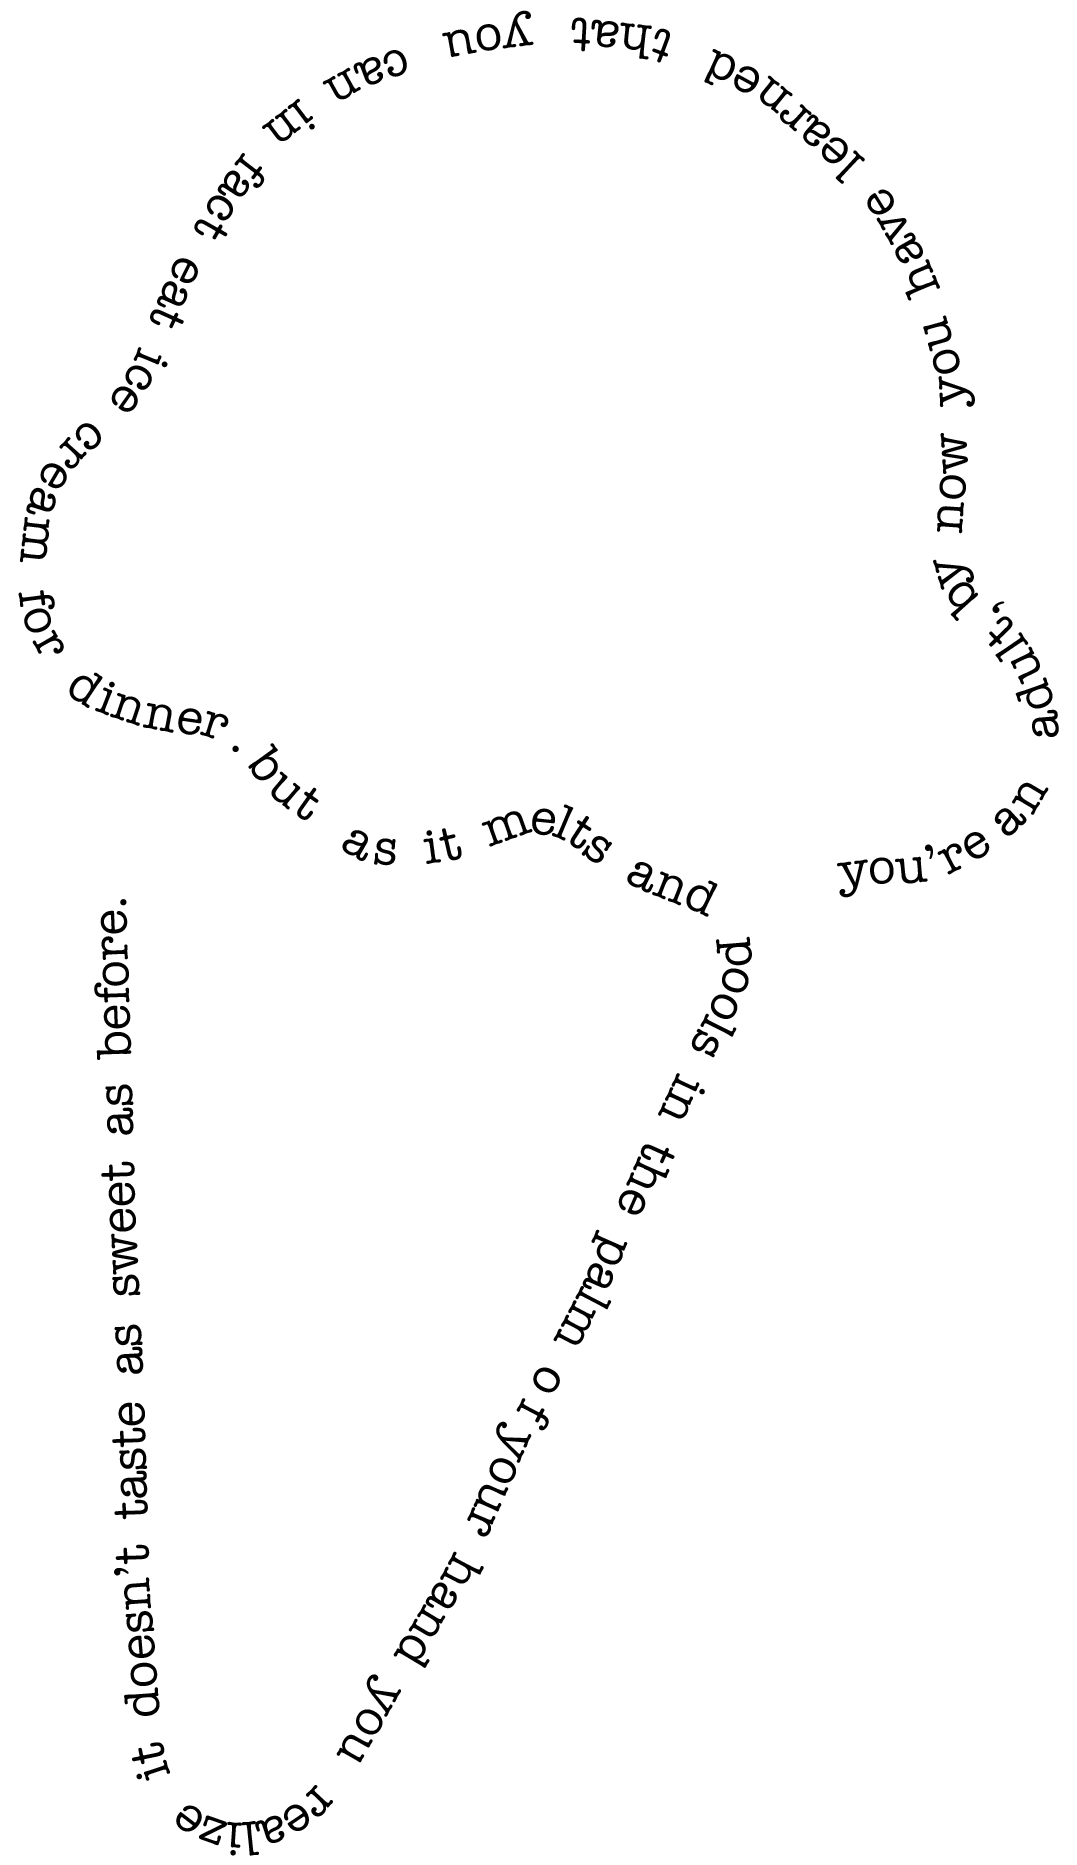 you're an adult, by now you have learned that you can in fact eat ice cream for dinner. but as it melts and pools in the palm of your hand you realize it doesn't taste as sweet as before.